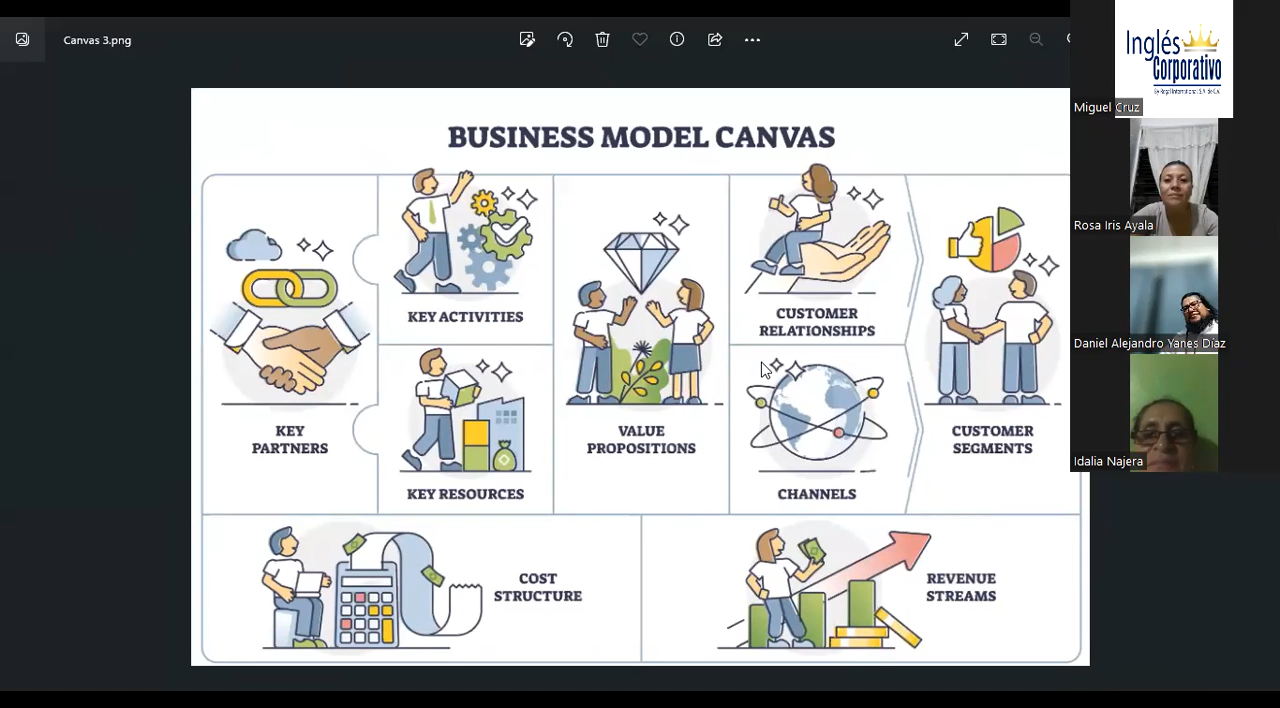 Canvas 3.png
BUSINESS MODEL CANVAS
KEY
PARTNERS
KEY ACTIVITIES
KEY RESOURCES
VALUE
PROPOSITIONS
CUSTOMER
RELATIONSHIPS
CHANNELS
CUSTOMER
SEGMENTS
COST
STRUCTURE
REVENUE
STREAMS
Inglés
Corporativo
Miguel Cruz
Rosa Iris Ayala
Daniel Alejandro Yanes Díaz
Idalia Najera